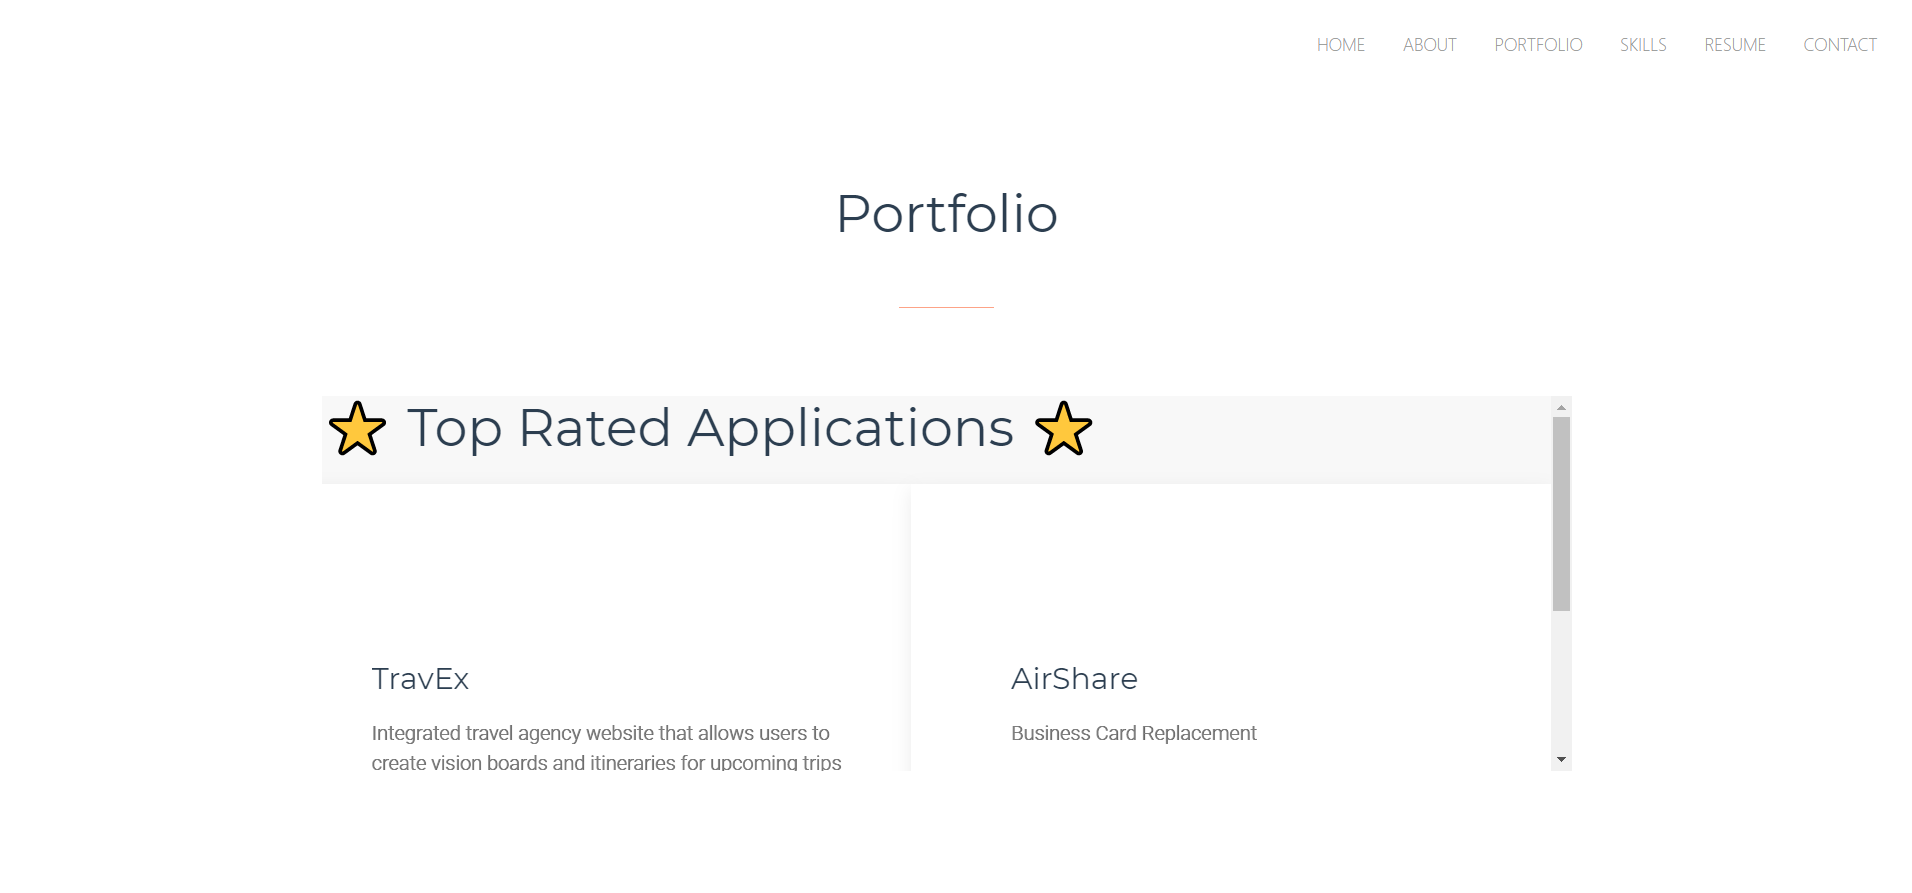 HOME ABOUT PORTFOLIO SKILLS RESUME CONTACT
Portfolio
Top Rated Applications
TravEx
Integrated travel agency website that allows users to
create vision boards and itineraries for upcoming trips
AirShare
Business Card Replacement